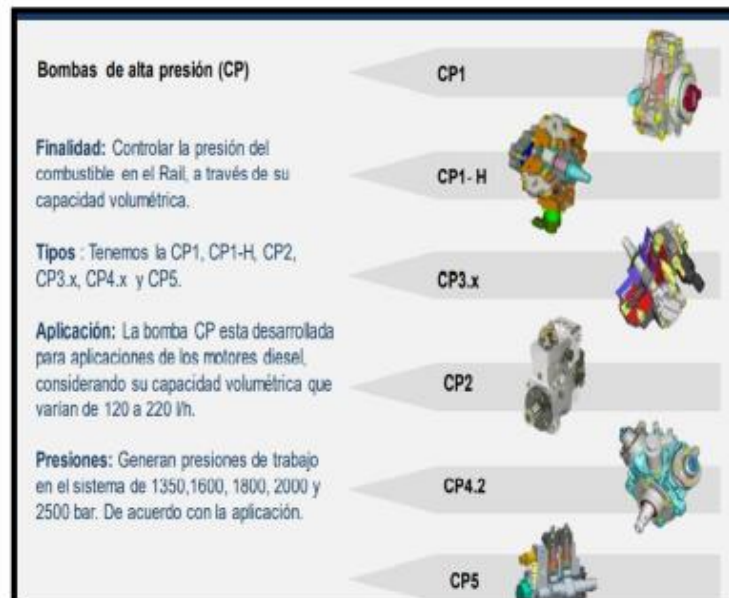 Bombas de alta presión (CP)
Finalidad: Controlar la presión del
combustible en el Rail, a través de su
capacidad volumétrica.
Tipos : Tenemos la CP1, CP1-H, CP2,
CP3.x, CP4.x y CP5.
Aplicación: La bomba CP esta desarrollada
para aplicaciones de los motores diesel,
considerando su capacidad volumétrica que
varían de 120 a 220 l/h.
Presiones: Generan presiones de trabajo
en el sistema de 1350,1600, 1800, 2000 y
2500 bar. De acuerdo con la aplicación.
CP1
CP1- H
CP3.x
CP2
CP4.2
CP5